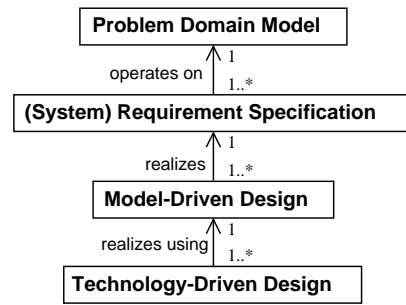 Problem Domain Model
1
operates on
1..*
(System) Requirement Specification
1
realizes
1..*
Model-Driven Design
1
realizes using
1..*
Technology-Driven Design